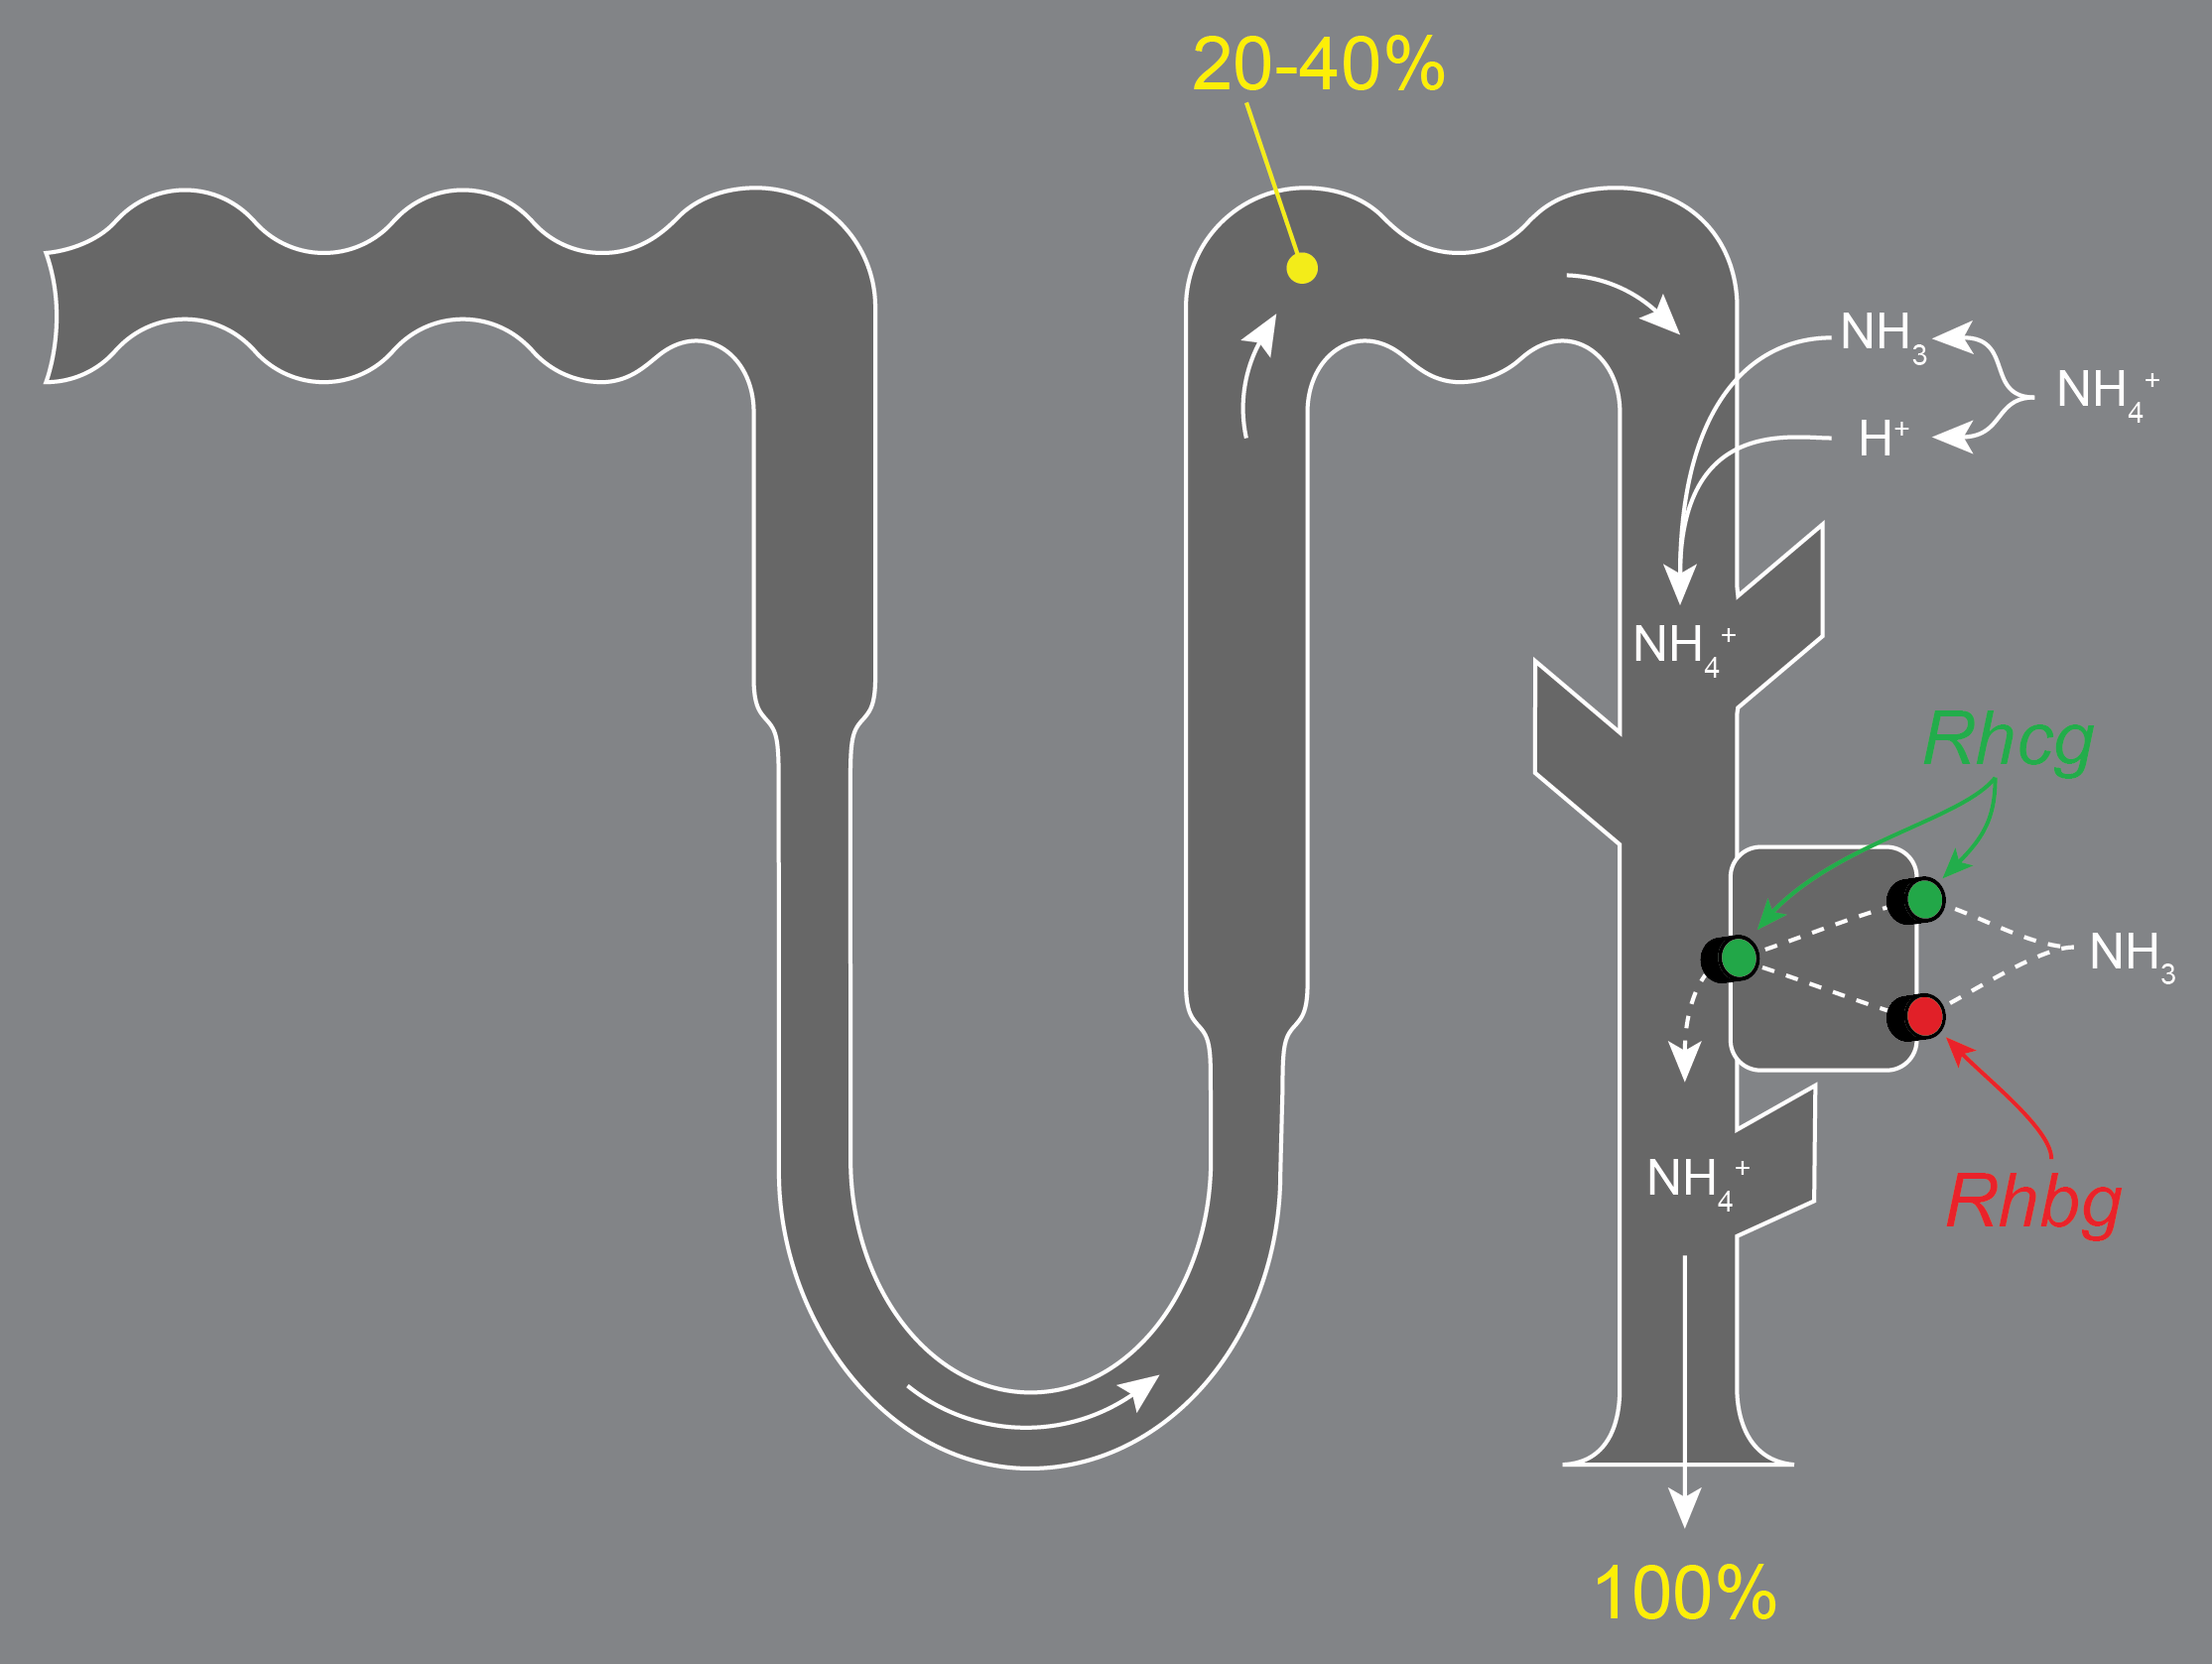 20-40%
NH₃
NH₄⁺
H⁺
NH₄⁺
Rhcg
NH₃
NH₄⁺
Rhbg
100%